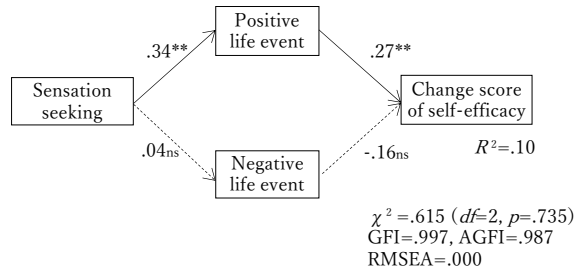 Positive
life event
.34**
.27**
Sensation
seeking
Change score
of self-efficacy
.04ns
-.16ns
R²=.10
Negative
life event
χ²=.615 (df=2, p=.735)
GFI=.997, AGFI=.987
RMSEA=.000